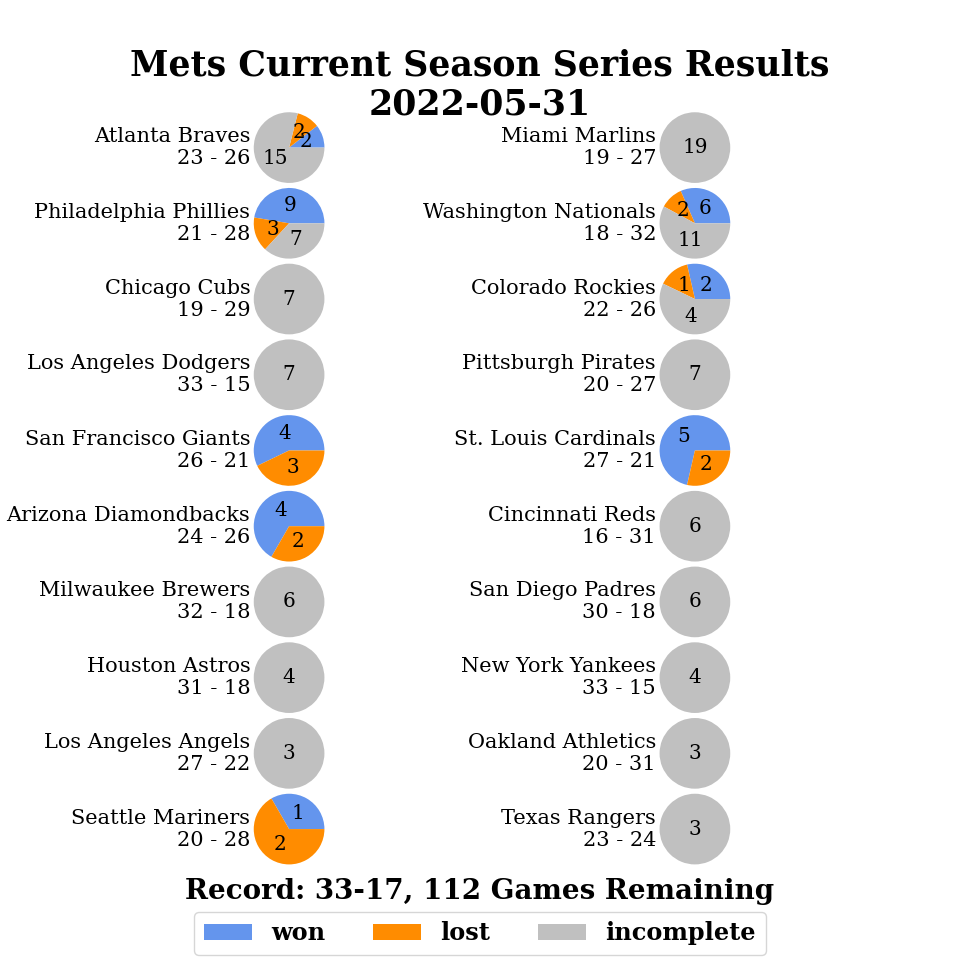 Mets Current Season Series Results
2022-05-31
Atlanta Braves
23 - 26
2
2
15
Miami Marlins
19 - 27
19
Philadelphia Phillies
21 - 28
9
3
7
Washington Nationals
18 - 32
6
2
11
Chicago Cubs
19 - 29
7
Colorado Rockies
22 - 26
2
1
4
Los Angeles Dodgers
33 - 15
7
Pittsburgh Pirates
20 - 27
7
San Francisco Giants
26 - 21
4
3
St. Louis Cardinals
27 - 21
5
2
Arizona Diamondbacks
24 - 26
4
2
Cincinnati Reds
16 - 31
6
Milwaukee Brewers
32 - 18
6
San Diego Padres
30 - 18
6
Houston Astros
31 - 18
4
New York Yankees
33 - 15
4
Los Angeles Angels
27 - 22
3
Oakland Athletics
20 - 31
3
Seattle Mariners
20 - 28
1
2
Texas Rangers
23 - 24
3
Record: 33-17, 112 Games Remaining
won lost incomplete